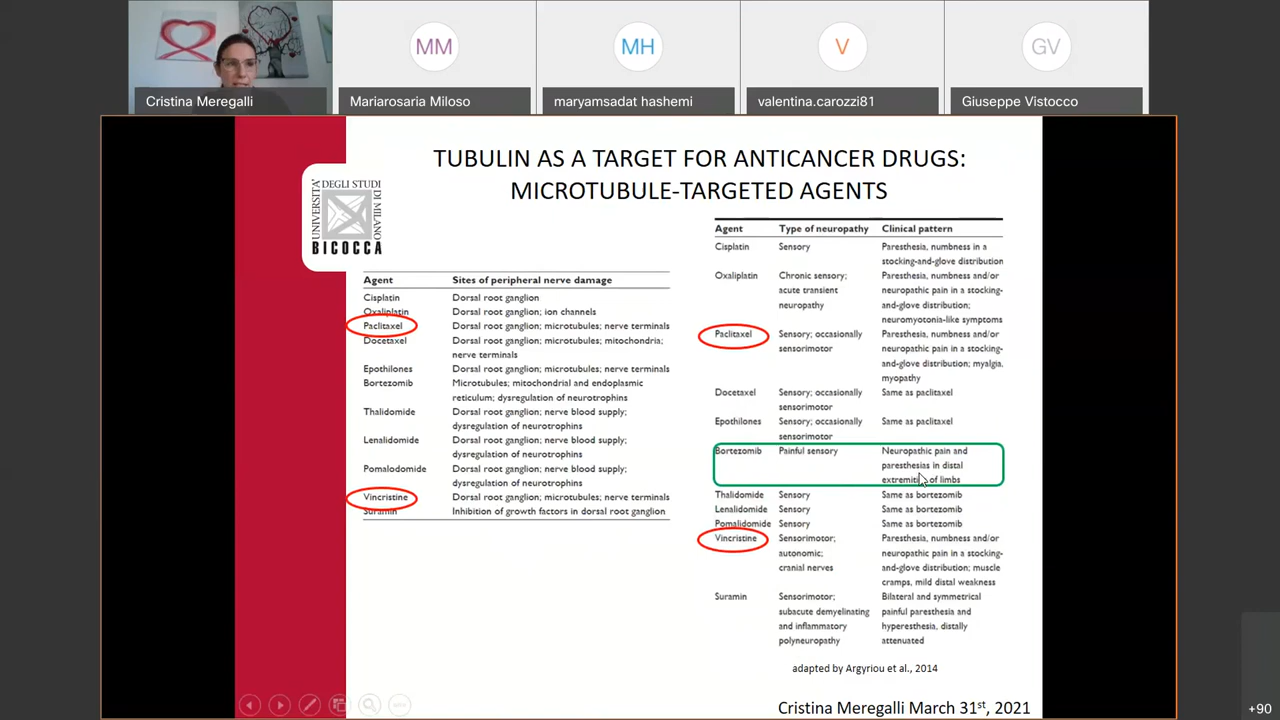 MM
MH
V
GV
Cristina Meregalli
Mariarosaria Miloso
maryamsadat hashemi
valentina.carozzi81
Giuseppe Vistocco
TUBULIN AS A TARGET FOR ANTICANCER DRUGS:
MICROTUBULE-TARGETED AGENTS
UNIVERSITA'
DEGLI STUDI
DI MILANO
BICOCCA
Agent Sites of peripheral nerve damage
Cisplatin Dorsal root ganglion
Oxaliplatin Dorsal root ganglion; ion channels
Paclitaxel Dorsal root ganglion; microtubules; nerve terminals
Docetaxel Dorsal root ganglion; microtubules; mitochondria;
nerve terminals
Epothilones Dorsal root ganglion; microtubules; nerve terminals
Bortezomib Microtubules; mitochondrial and endoplasmic
reticulum; dysregulation of neurotrophins
Thalidomide Dorsal root ganglion; nerve blood supply;
dysregulation of neurotrophins
Lenalidomide Dorsal root ganglion; nerve blood supply;
dysregulation of neurotrophins
Pomalodomide Dorsal root ganglion; nerve blood supply;
dysregulation of neurotrophins
Vincristine Dorsal root ganglion; microtubules; nerve terminals
Suramin Inhibition of growth factors in dorsal root ganglion
Agent Type of neuropathy Clinical pattern
Cisplatin Sensory Paresthesia, numbness in a
stocking-and-glove distribution
Oxaliplatin Chronic sensory; Paresthesia, numbness and/or
acute transient neuropathic pain in a stocking-
neuropathy and-glove distribution;
neuromyotonia-like symptoms
Paclitaxel Sensory; occasionally Paresthesia, numbness and/or
sensorimotor neuropathic pain in a stocking-
and-glove distribution; myalgia,
myopathy
Docetaxel Sensory; occasionally Same as paclitaxel
sensorimotor
Epothilones Sensory; occasionally Same as paclitaxel
sensorimotor
Bortezomib Painful sensory Neuropathic pain and
paresthesias in distal
extremities of limbs
Thalidomide Sensory Same as bortezomib
Lenalidomide Sensory Same as bortezomib
Pomalidomide Sensory Same as bortezomib
Vincristine Sensorimotor; Paresthesia, numbness and/or
autonomic; neuropathic pain in a stocking-
cranial nerves and-glove distribution; muscle
cramps, mild distal weakness
Suramin Sensorimotor; Bilateral and symmetrical
subacute demyelinating painful paresthesia and
and inflammatory hyperesthesia, distally
polyneuropathy attenuated
adapted by Argyriou et al., 2014
Cristina Meregalli March 31st, 2021
+90